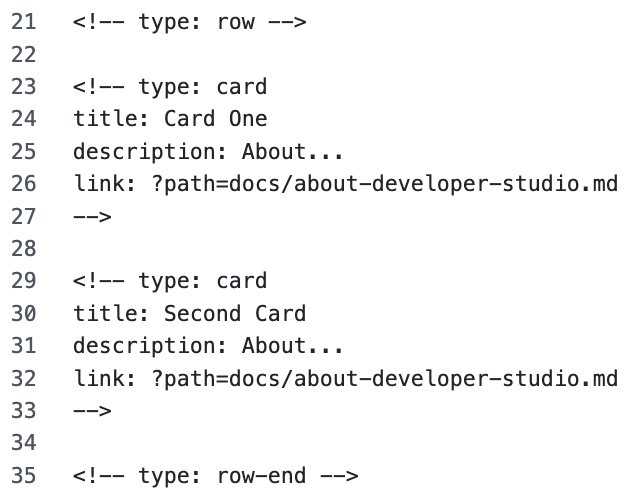 21 <!-- type: row -->
22
23 <!-- type: card
24 title: Card One
25 description: About...
26 link: ?path=docs/about-developer-studio.md
27 -->
28
29 <!-- type: card
30 title: Second Card
31 description: About...
32 link: ?path=docs/about-developer-studio.md
33 -->
34
35 <!-- type: row-end -->